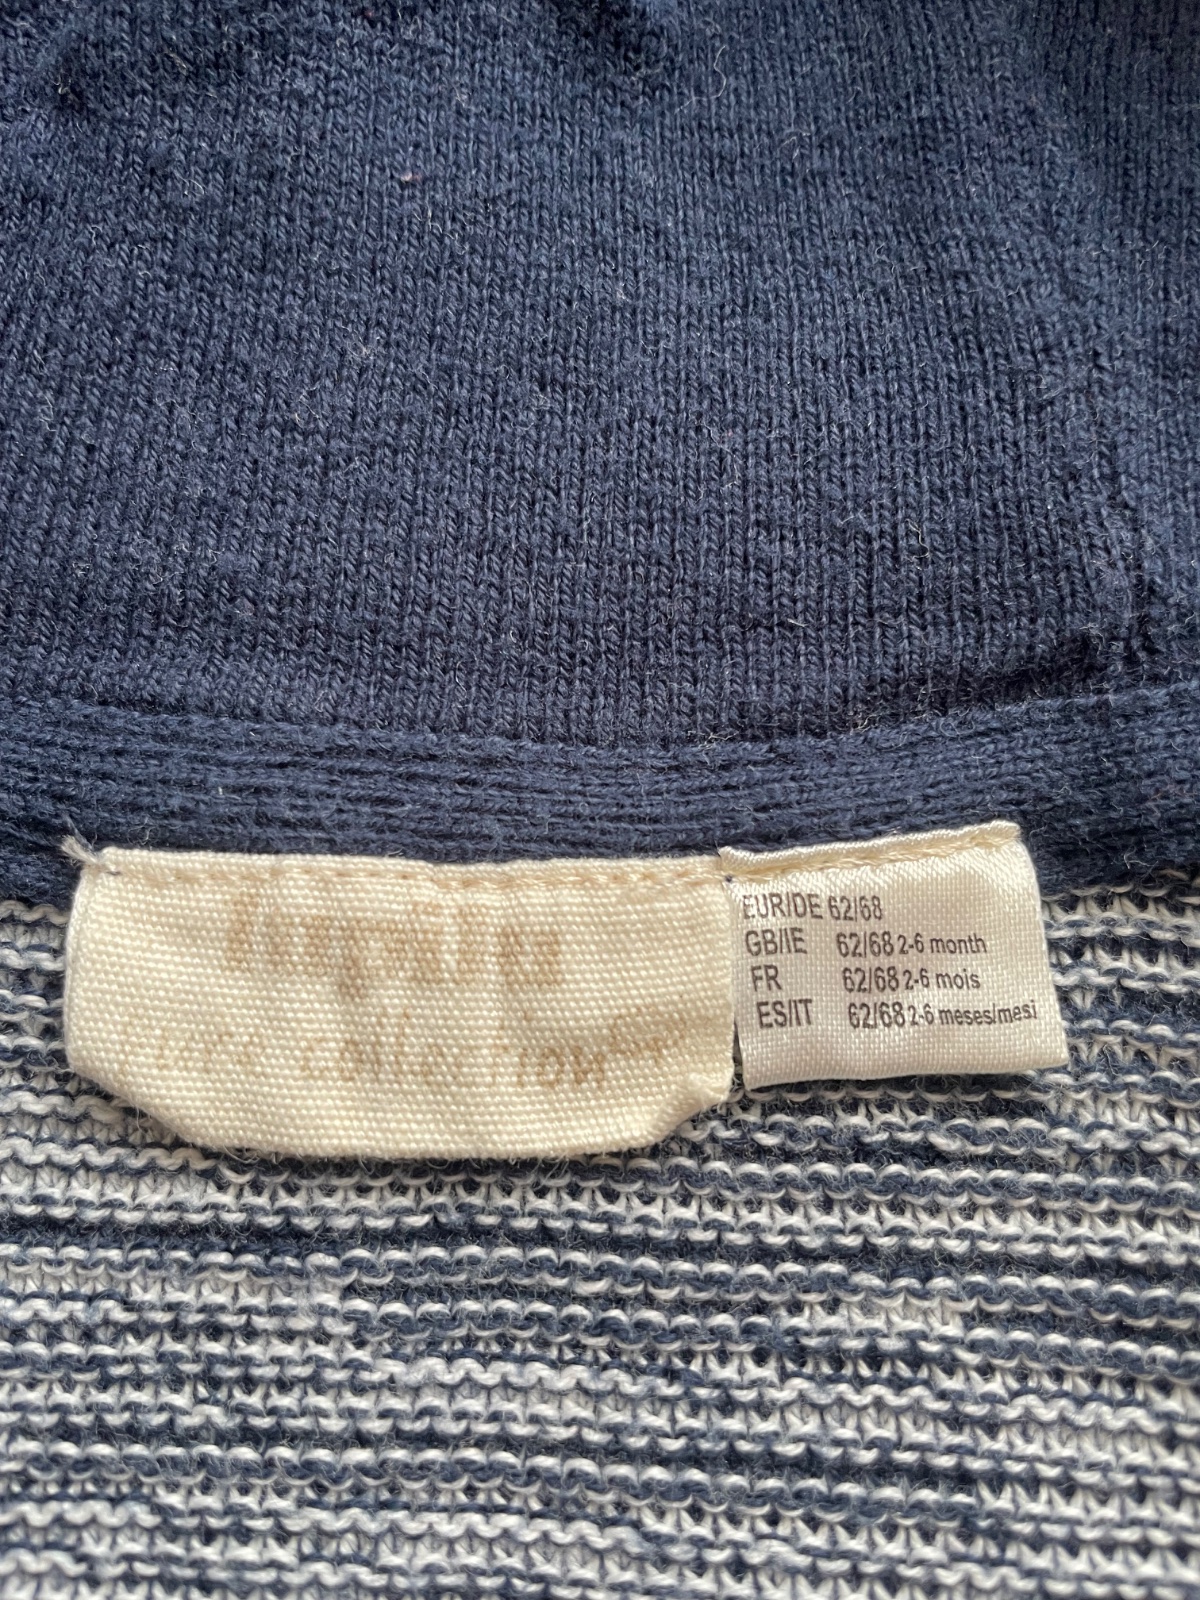 EUR/DE 62/68
GB/IE 62/68 2-6 month
FR 62/68 2-6 mois
ES/IT 62/68 2-6 meses/mesi